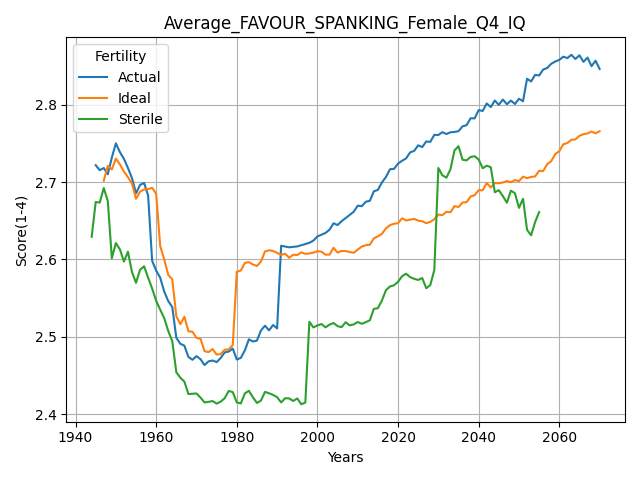 Average_FAVOUR_SPANKING_Female_Q4_IQ
Fertility
Actual
Ideal
Sterile
Score(1-4)
2.8
2.7
2.6
2.5
2.4
1940 1960 1980 2000 2020 2040 2060
Years